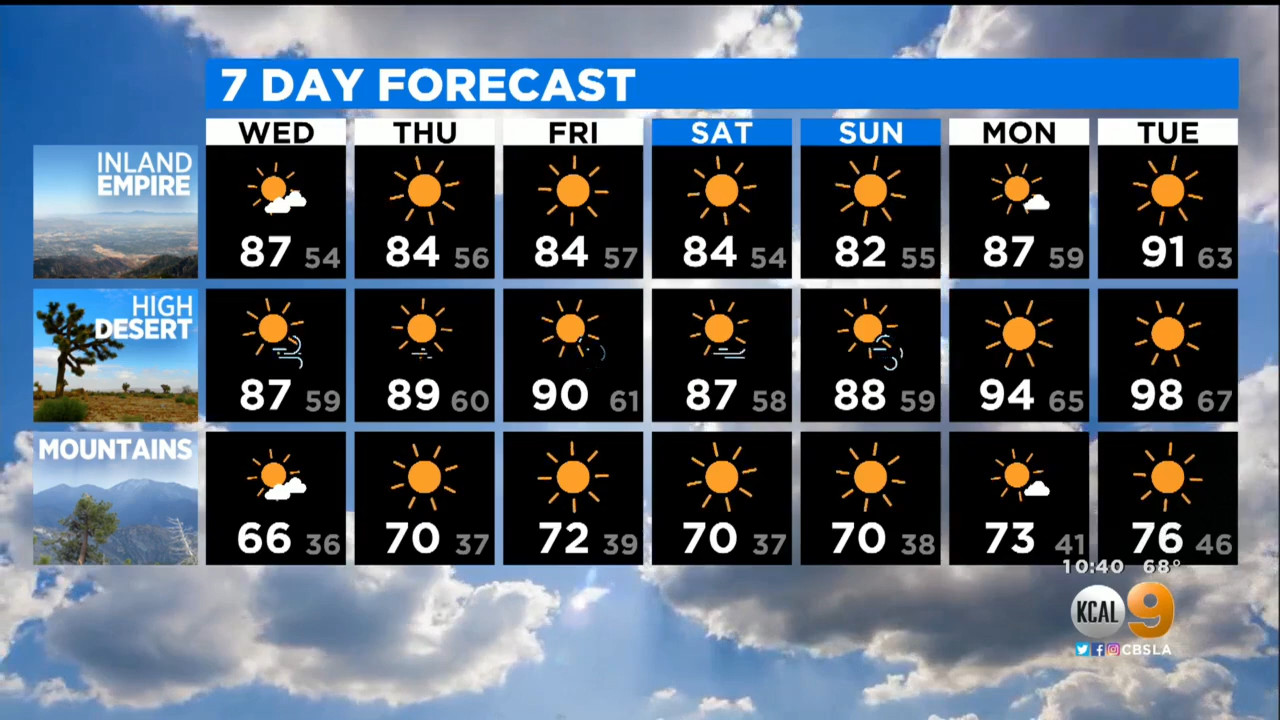 7 DAY FORECAST
WED THU FRI SAT SUN MON TUE
INLAND
EMPIRE
87 54 84 56 84 57 84 54 82 55 87 59 91 63
HIGH
DESERT
87 59 89 60 90 61 87 58 88 59 94 65 98 67
MOUNTAINS
66 36 70 37 72 39 70 37 70 38 73 41 76 46
10:40 68°
KCAL 9
CBSLA